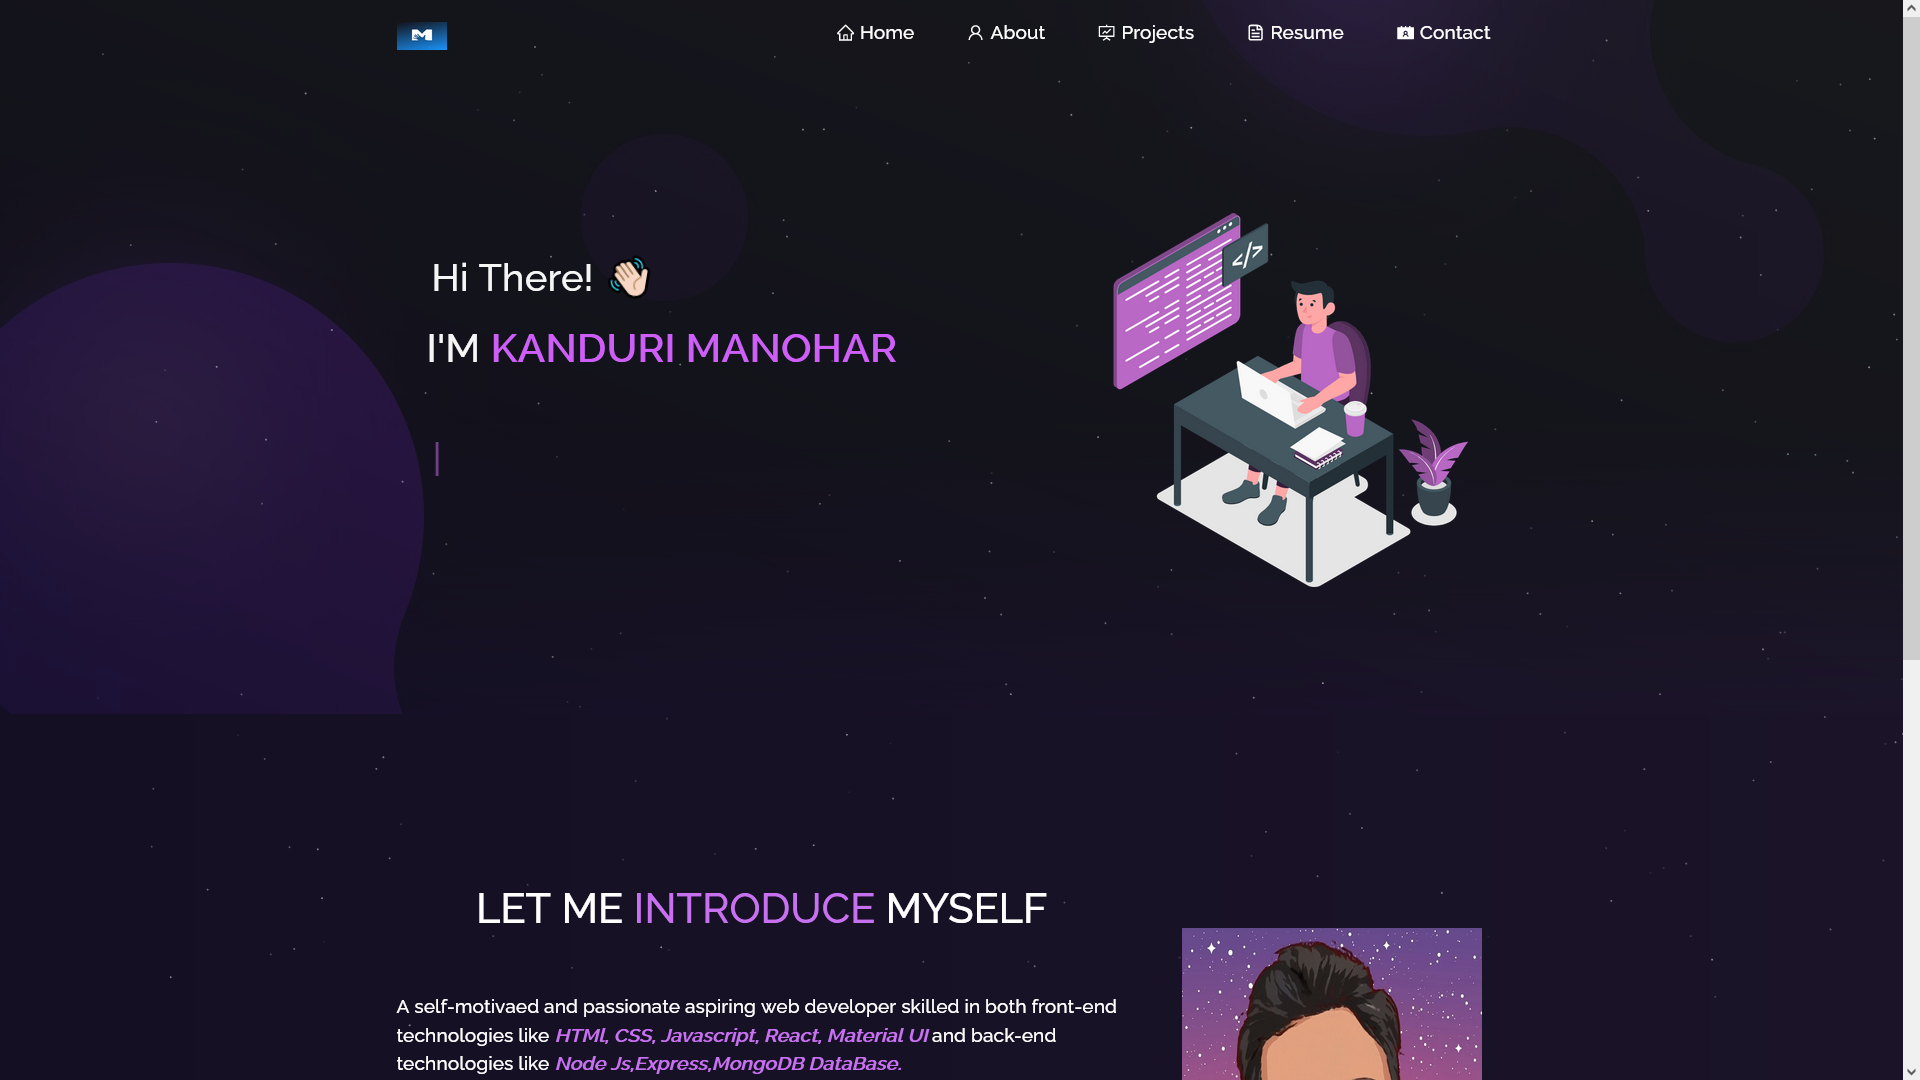 Home About Projects Resume Contact
Hi There! 👋🏻
I'M KANDURI MANOHAR
</>
LET ME INTRODUCE MYSELF
A self-motivaed and passionate aspiring web developer skilled in both front-end
technologies like HTMl, CSS, Javascript, React, Material UI and back-end
technologies like Node Js,Express,MongoDB DataBase.